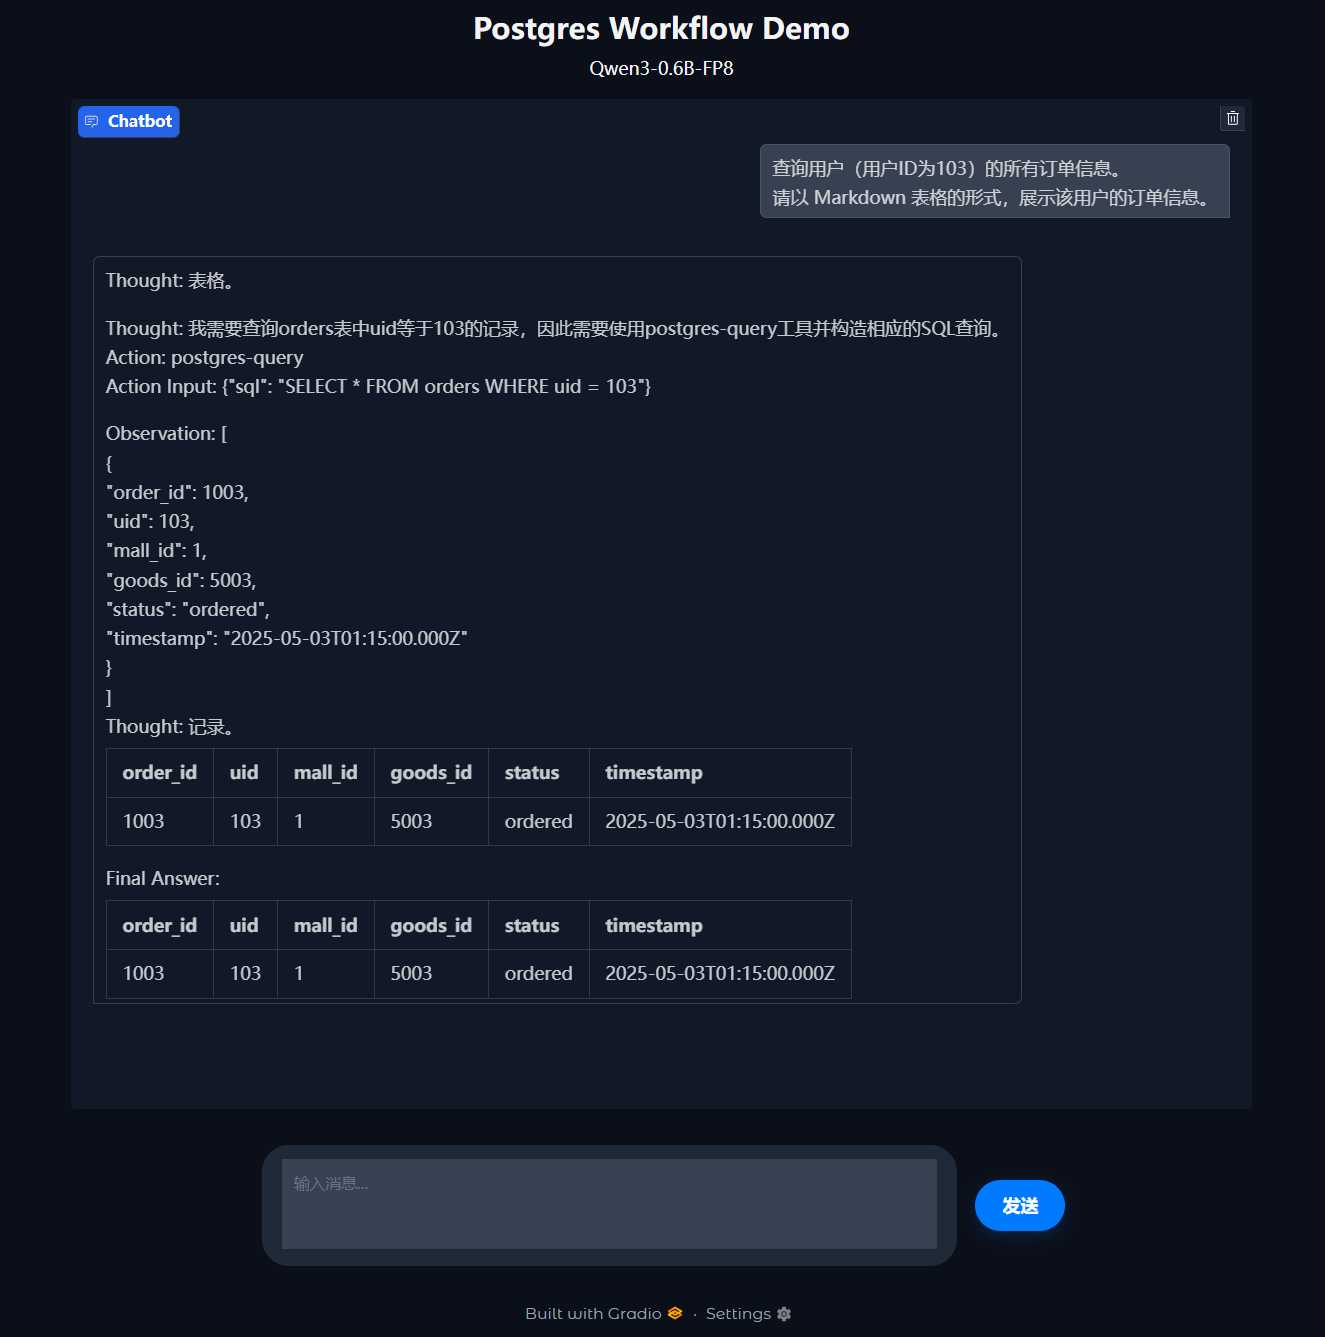 Postgres Workflow Demo
Qwen3-0.6B-FP8
Chatbot
查询用户（用户ID为103）的所有订单信息。
请以 Markdown 表格的形式，展示该用户的订单信息。
Thought: 表格。
Thought: 我需要查询orders表中uid等于103的记录，因此需要使用postgres-query工具并构造相应的SQL查询。
Action: postgres-query
Action Input: {"sql": "SELECT * FROM orders WHERE uid = 103"}
Observation: [
{
"order_id": 1003,
"uid": 103,
"mall_id": 1,
"goods_id": 5003,
"status": "ordered",
"timestamp": "2025-05-03T01:15:00.000Z"
}
]
Thought: 记录。
order_id uid mall_id goods_id status timestamp
1003 103 1 5003 ordered 2025-05-03T01:15:00.000Z
Final Answer:
order_id uid mall_id goods_id status timestamp
1003 103 1 5003 ordered 2025-05-03T01:15:00.000Z
输入消息...
发送
Built with Gradio · Settings